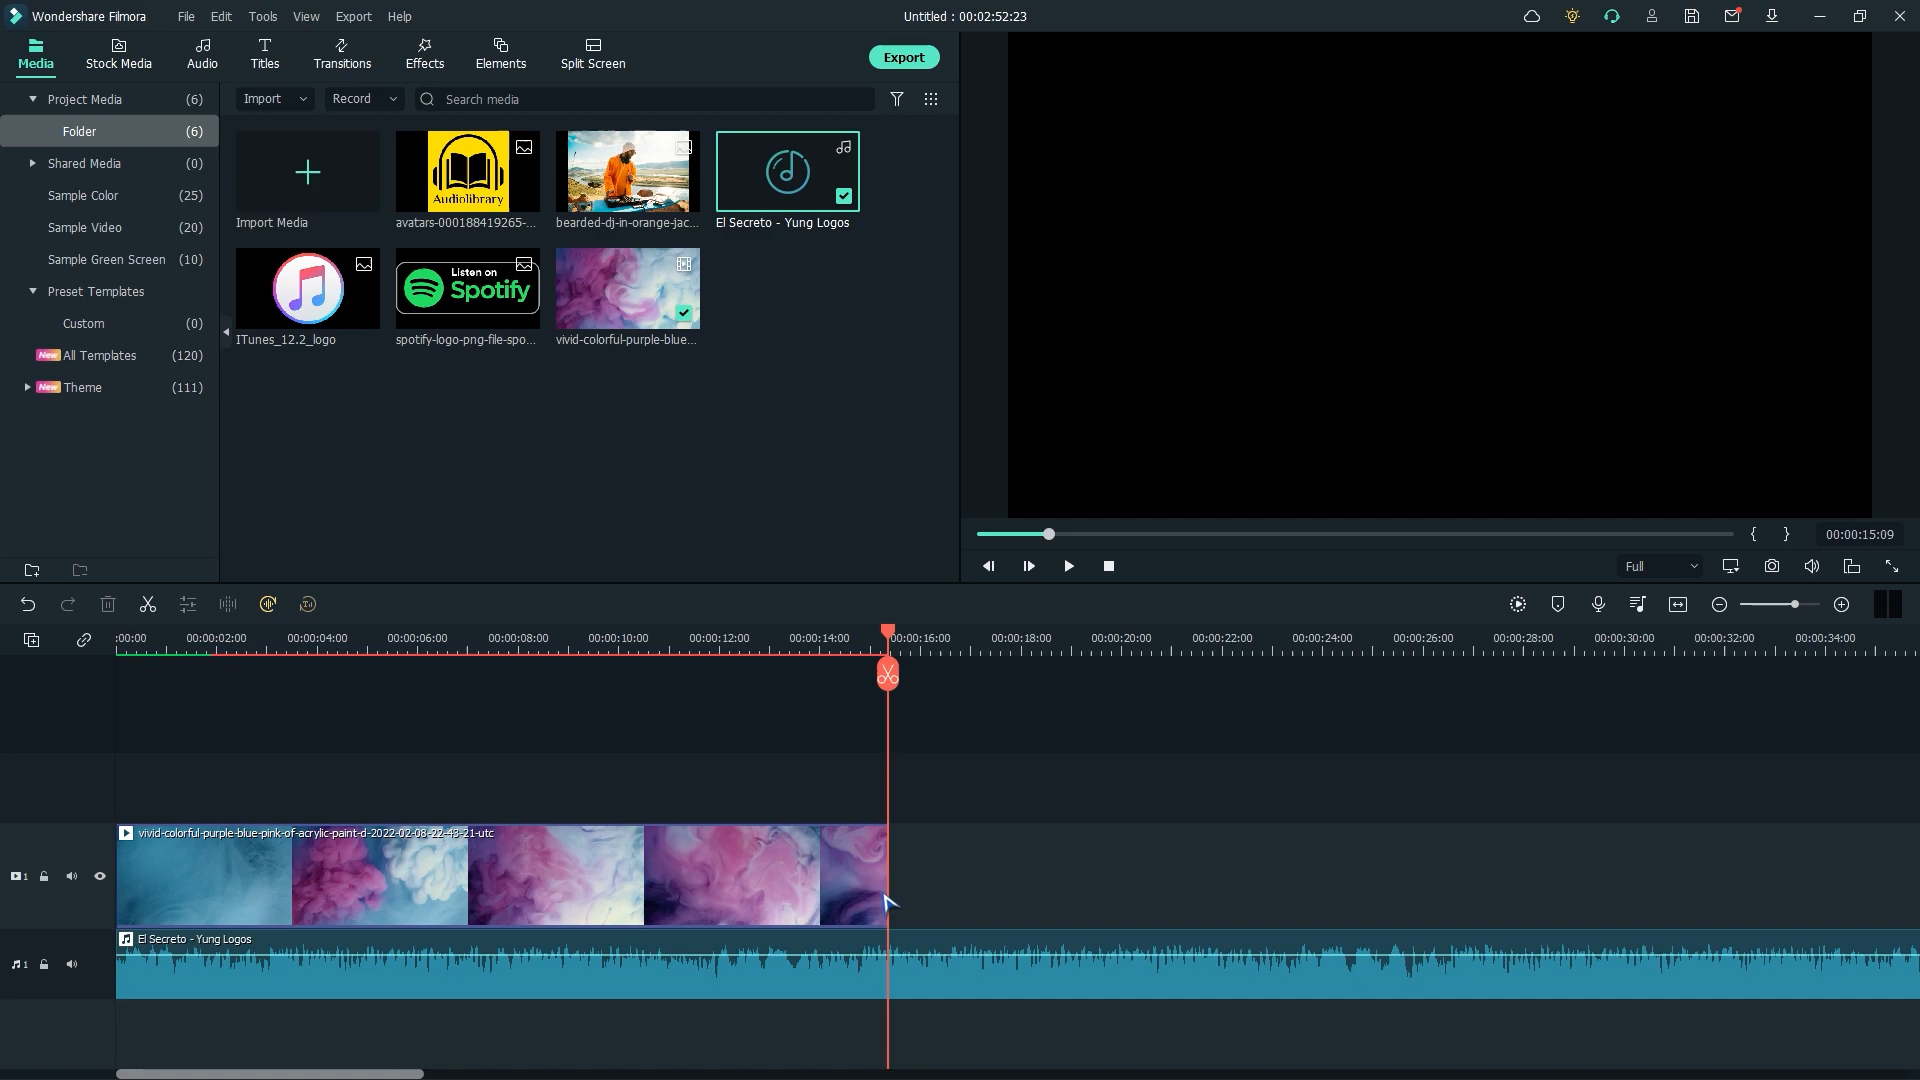 Wondershare Filmora File Edit Tools View Export Help Untitled : 00:02:52:23
Media Stock Media Audio Titles Transitions Effects Elements Split Screen Export
Project Media (6)
Folder (6)
Shared Media (0)
Sample Color (25)
Sample Video (20)
Sample Green Screen (10)
Preset Templates
Custom (0)
New All Templates (120)
New Theme (111)
Import Record Search media
Audiolibrary
Import Media avatars-000188419265-... bearded-dj-in-orange-jac... El Secreto - Yung Logos
Listen on
Spotify
ITunes_12.2_logo spotify-logo-png-file-spo... vivid-colorful-purple-blue...
00:00:15:09
Full
:00:00 00:00:02:00 00:00:04:00 00:00:06:00 00:00:08:00 00:00:10:00 00:00:12:00 00:00:14:00 00:00:16:00 00:00:18:00 00:00:20:00 00:00:22:00 00:00:24:00 00:00:26:00 00:00:28:00 00:00:30:00 00:00:32:00 00:00:34:00
vivid-colorful-purple-blue-pink-of-acrylic-paint-d-2022-02-08-22-43-21-utc
1
El Secreto - Yung Logos
1